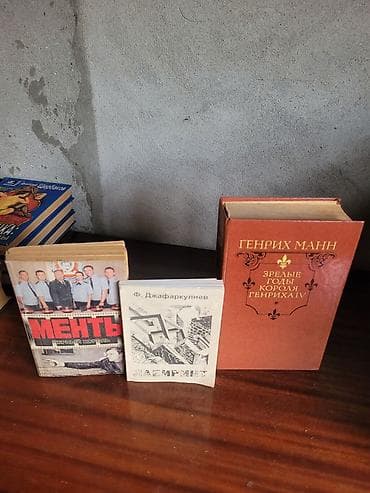 МЕНТЫ
Ф. Джафаркулиев
ЛАБИРИНТ
ГЕНРИХ МАНН
ЗРЕЛЫЕ
ГОДЫ
КОРОЛЯ
ГЕНРИХА IV